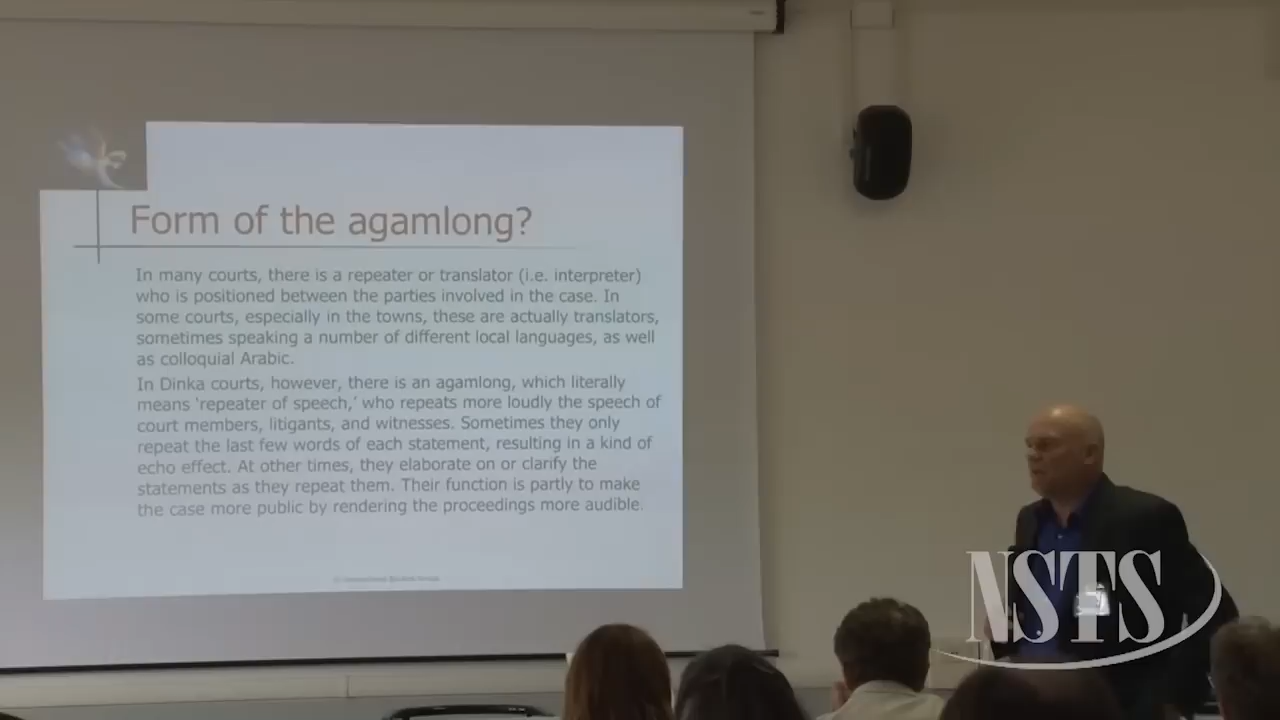 Form of the agamlong?
In many courts, there is a repeater or translator (i.e. interpreter)
who is positioned between the parties involved in the case. In
some courts, especially in the towns, these are actually translators,
sometimes speaking a number of different local languages, as well
as colloquial Arabic.
In Dinka courts, however, there is an agamlong, which literally
means ‘repeater of speech,’ who repeats more loudly the speech of
court members, litigants, and witnesses. Sometimes they only
repeat the last few words of each statement, resulting in a kind of
echo effect. At other times, they elaborate on or clarify the
statements as they repeat them. Their function is partly to make
the case more public by rendering the proceedings more audible.
NSTS